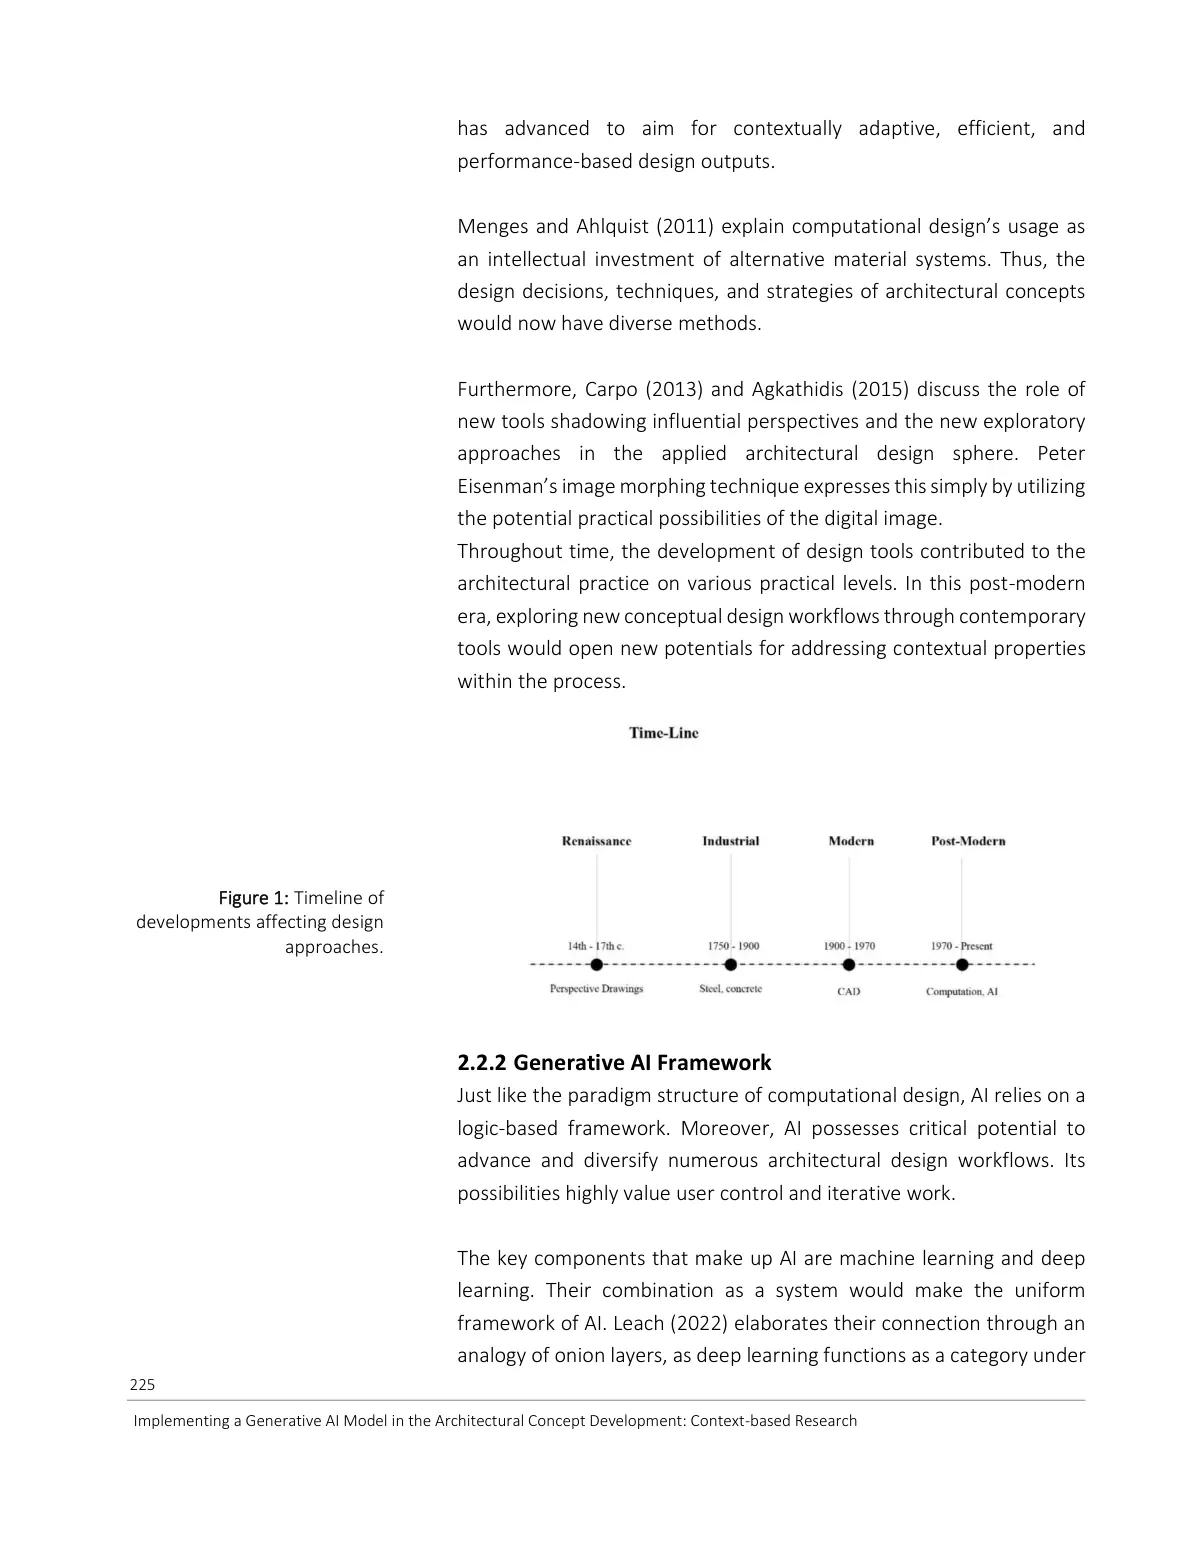 has advanced to aim for contextually adaptive, efficient, and
performance-based design outputs.
Menges and Ahlquist (2011) explain computational design’s usage as
an intellectual investment of alternative material systems. Thus, the
design decisions, techniques, and strategies of architectural concepts
would now have diverse methods.
Furthermore, Carpo (2013) and Agkathidis (2015) discuss the role of
new tools shadowing influential perspectives and the new exploratory
approaches in the applied architectural design sphere. Peter
Eisenman’s image morphing technique expresses this simply by utilizing
the potential practical possibilities of the digital image.
Throughout time, the development of design tools contributed to the
architectural practice on various practical levels. In this post-modern
era, exploring new conceptual design workflows through contemporary
tools would open new potentials for addressing contextual properties
within the process.
Time-Line
Renaissance Industrial Modern Post-Modern
14th - 17th c. 1750 - 1900 1900 - 1970 1970 - Present
Perspective Drawings Steel, concrete CAD Computation, AI
Figure 1: Timeline of
developments affecting design
approaches.
2.2.2 Generative AI Framework
Just like the paradigm structure of computational design, AI relies on a
logic-based framework. Moreover, AI possesses critical potential to
advance and diversify numerous architectural design workflows. Its
possibilities highly value user control and iterative work.
The key components that make up AI are machine learning and deep
learning. Their combination as a system would make the uniform
framework of AI. Leach (2022) elaborates their connection through an
analogy of onion layers, as deep learning functions as a category under
225
Implementing a Generative AI Model in the Architectural Concept Development: Context-based Research